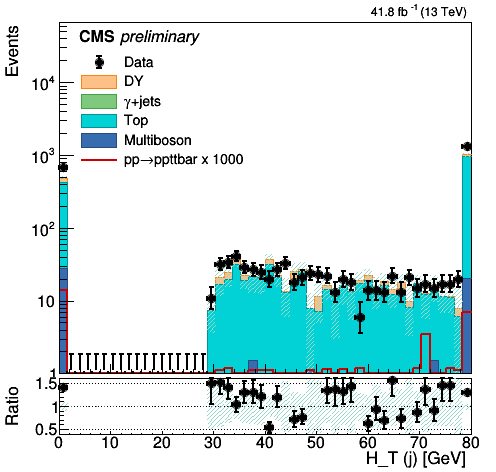 41.8 fb⁻¹ (13 TeV)
CMS preliminary
Data
DY
γ+jets
Top
Multiboson
pp→ppttbar x 1000
Events
10⁴
10³
10²
10
1
Ratio
1.5
1
0.5
0 10 20 30 40 50 60 70 80
H_T (j) [GeV]